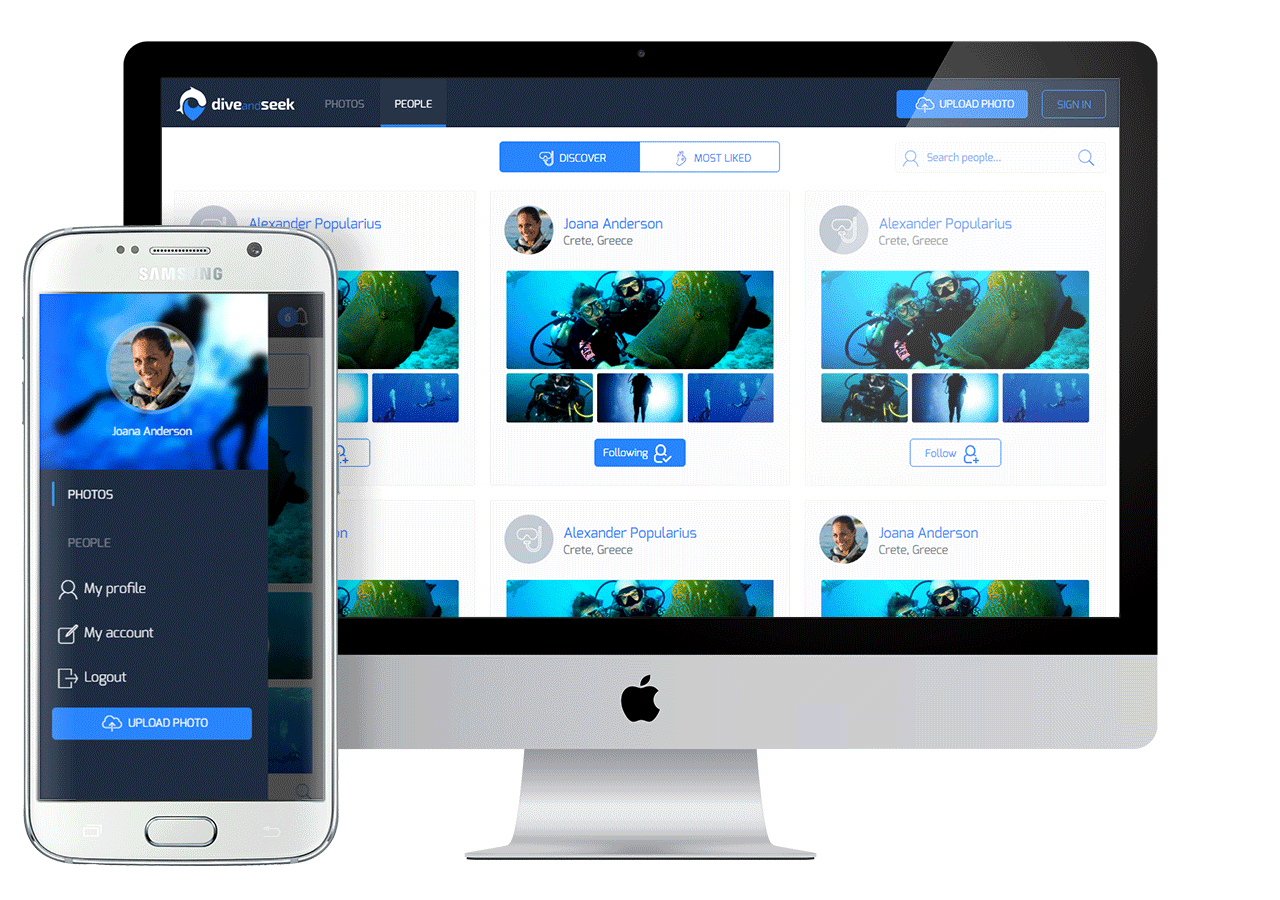 diveandseek
PHOTOS
PEOPLE
UPLOAD PHOTO
SIGN IN
DISCOVER
MOST LIKED
Search people...
Alexander Popularius
Joana Anderson
Crete, Greece
Alexander Popularius
Crete, Greece
Following
Follow
Alexander Popularius
Crete, Greece
Joana Anderson
Crete, Greece
SAMSUNG
6
Joana Anderson
PHOTOS
PEOPLE
My profile
My account
Logout
UPLOAD PHOTO